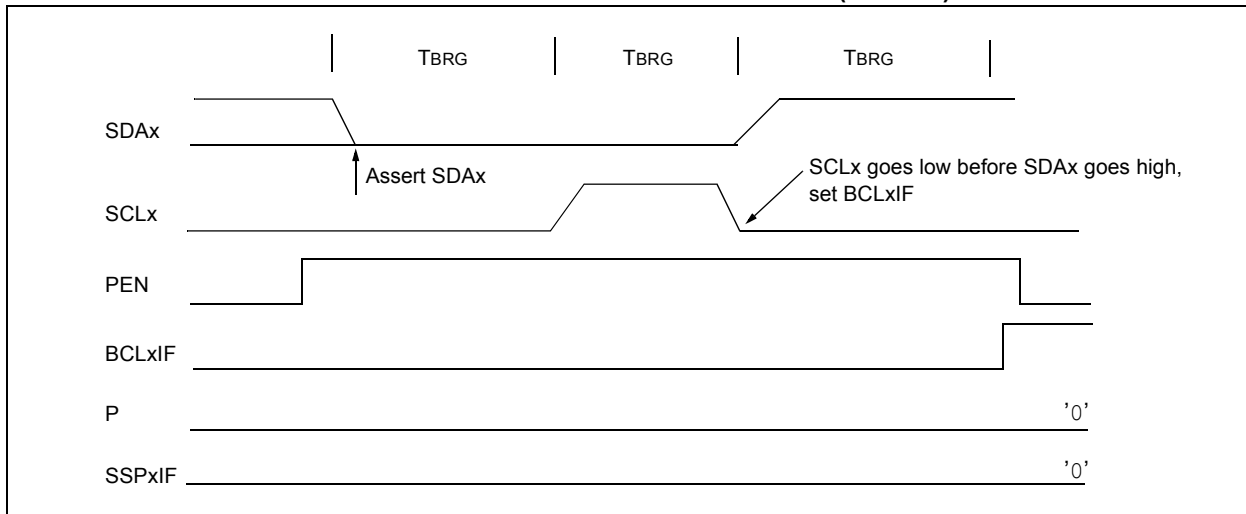 TBRG TBRG TBRG
SDAx
Assert SDAx
SCLx goes low before SDAx goes high,
set BCLxIF
SCLx
PEN
BCLxIF
P '0'
SSPxIF '0'